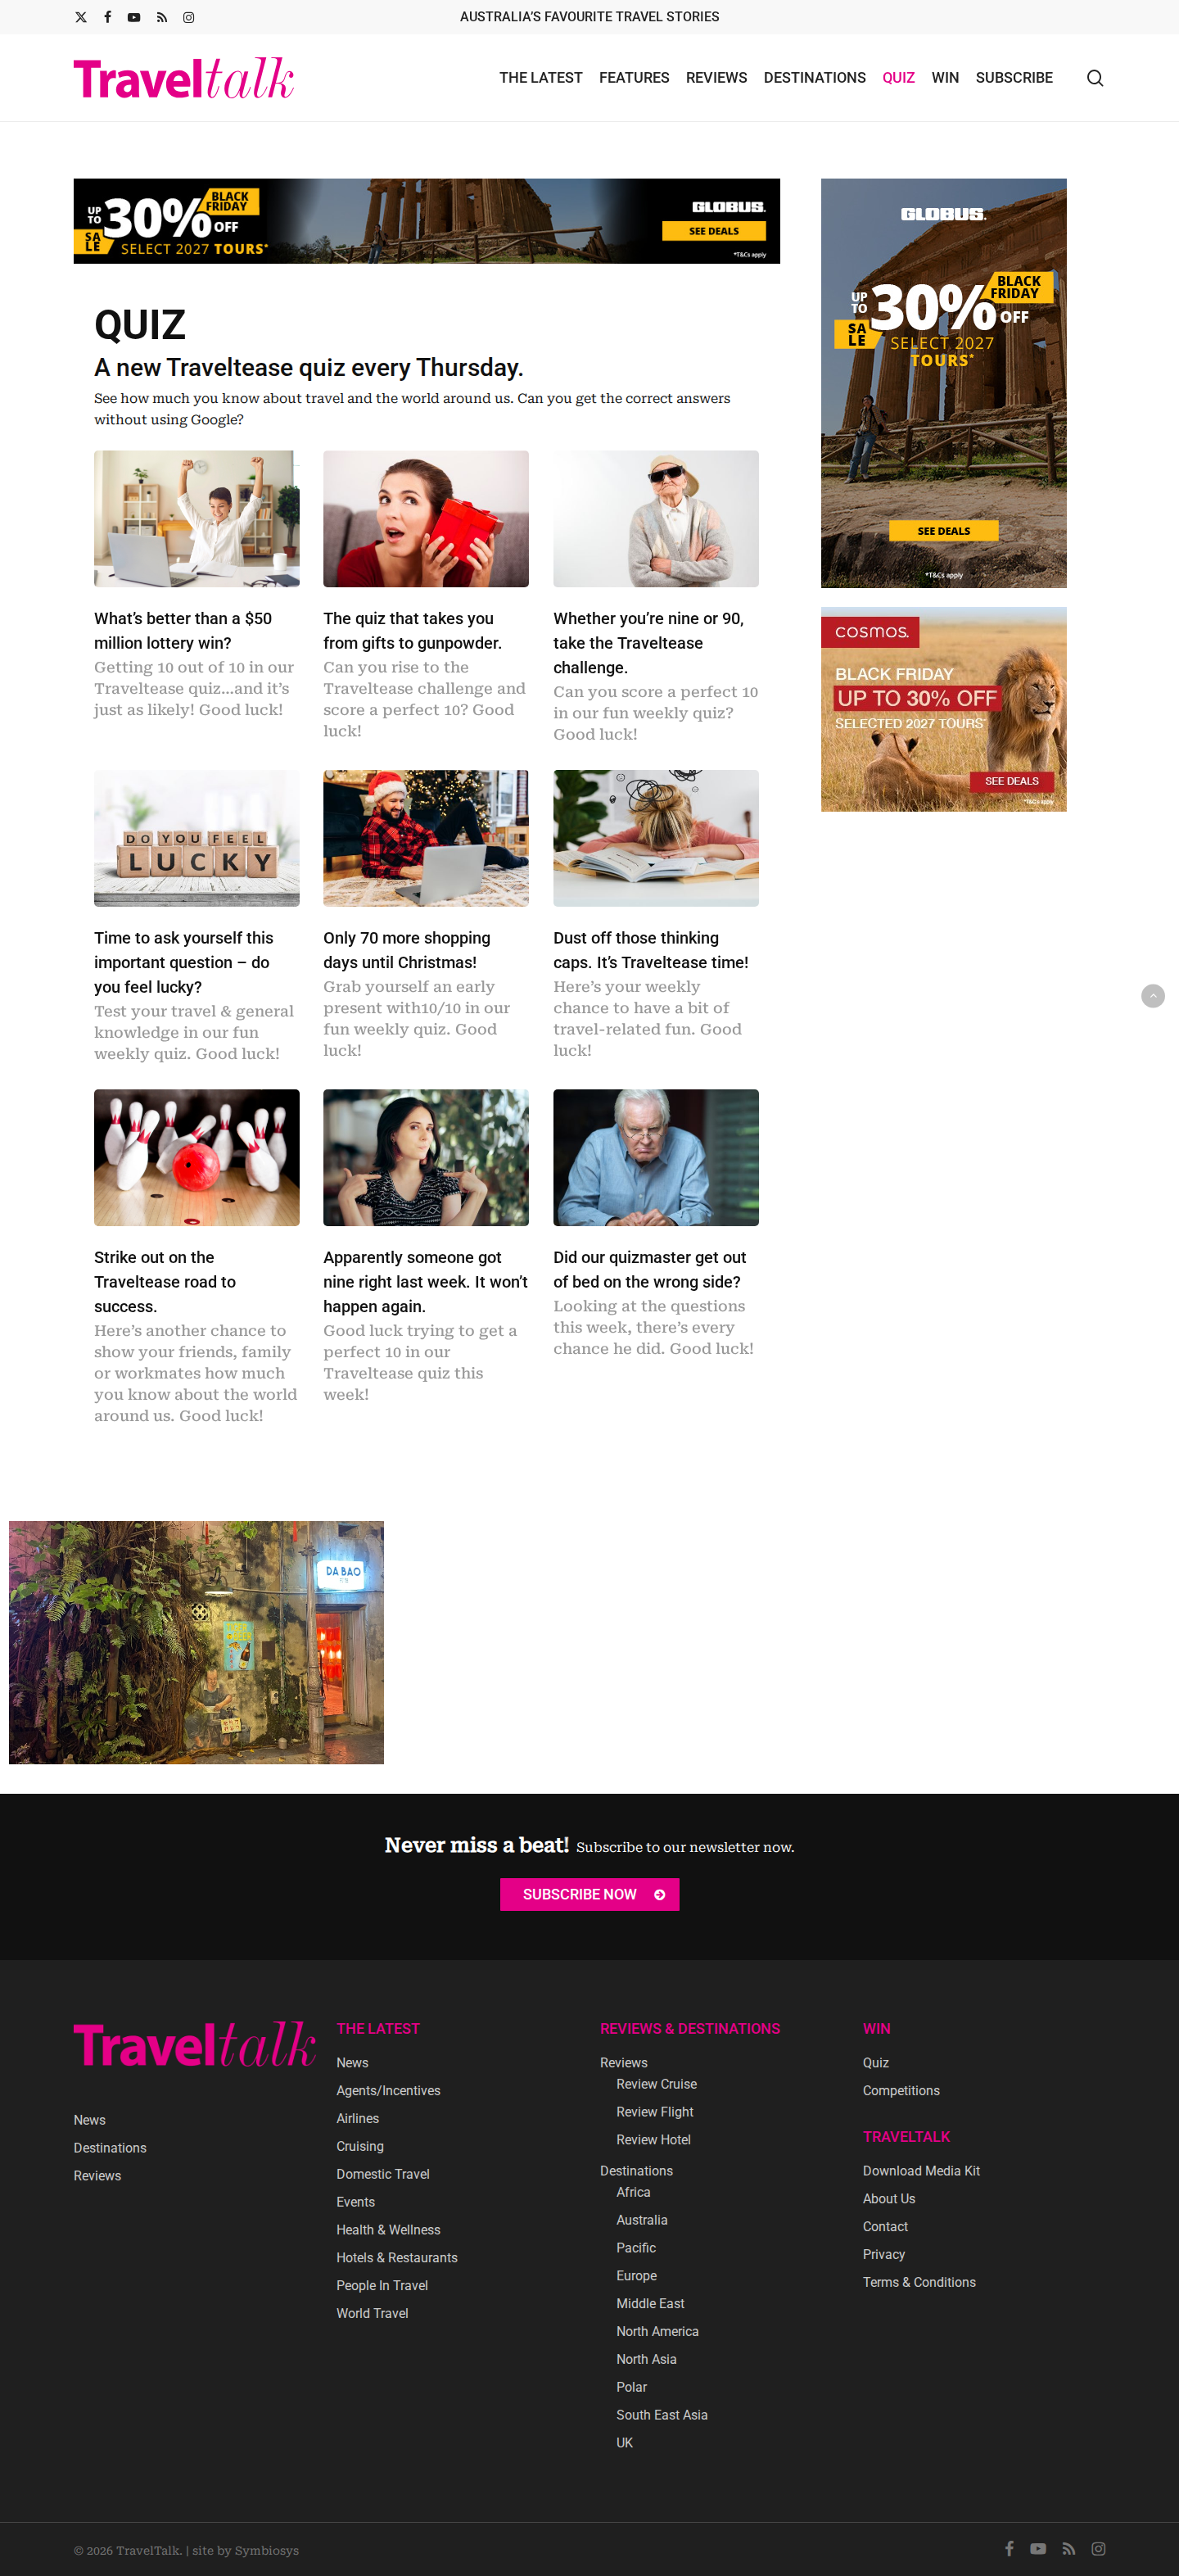 AUSTRALIA'S FAVOURITE TRAVEL STORIES
Traveltalk
THE LATEST FEATURES REVIEWS DESTINATIONS QUIZ WIN SUBSCRIBE
UP TO 30% OFF BLACK FRIDAY SALE
SELECT 2027 TOURS*
GLOBUS.
SEE DEALS
*T&Cs apply
GLOBUS.
UP TO 30% OFF BLACK FRIDAY
SALE
SELECT 2027
TOURS*
SEE DEALS
*T&Cs apply
COSMOS.
BLACK FRIDAY
UP TO 30% OFF
SELECTED 2027 TOURS*
SEE DEALS
*T&Cs apply
QUIZ
A new Traveltease quiz every Thursday.
See how much you know about travel and the world around us. Can you get the correct answers
without using Google?
What's better than a $50
million lottery win?
Getting 10 out of 10 in our
Traveltease quiz...and it's
just as likely! Good luck!
The quiz that takes you
from gifts to gunpowder.
Can you rise to the
Traveltease challenge and
score a perfect 10? Good
luck!
Whether you're nine or 90,
take the Traveltease
challenge.
Can you score a perfect 10
in our fun weekly quiz?
Good luck!
DO YOU FEEL
LUCKY
Time to ask yourself this
important question – do
you feel lucky?
Test your travel & general
knowledge in our fun
weekly quiz. Good luck!
Only 70 more shopping
days until Christmas!
Grab yourself an early
present with10/10 in our
fun weekly quiz. Good
luck!
Dust off those thinking
caps. It's Traveltease time!
Here's your weekly
chance to have a bit of
travel-related fun. Good
luck!
Strike out on the
Traveltease road to
success.
Here's another chance to
show your friends, family
or workmates how much
you know about the world
around us. Good luck!
Apparently someone got
nine right last week. It won't
happen again.
Good luck trying to get a
perfect 10 in our
Traveltease quiz this
week!
Did our quizmaster get out
of bed on the wrong side?
Looking at the questions
this week, there's every
chance he did. Good luck!
DA BAO
Never miss a beat! Subscribe to our newsletter now.
SUBSCRIBE NOW
Traveltalk
News
Destinations
Reviews
THE LATEST
News
Agents/Incentives
Airlines
Cruising
Domestic Travel
Events
Health & Wellness
Hotels & Restaurants
People In Travel
World Travel
REVIEWS & DESTINATIONS
Reviews
Review Cruise
Review Flight
Review Hotel
Destinations
Africa
Australia
Pacific
Europe
Middle East
North America
North Asia
Polar
South East Asia
UK
WIN
Quiz
Competitions
TRAVELTALK
Download Media Kit
About Us
Contact
Privacy
Terms & Conditions
© 2026 TravelTalk. | site by Symbiosys